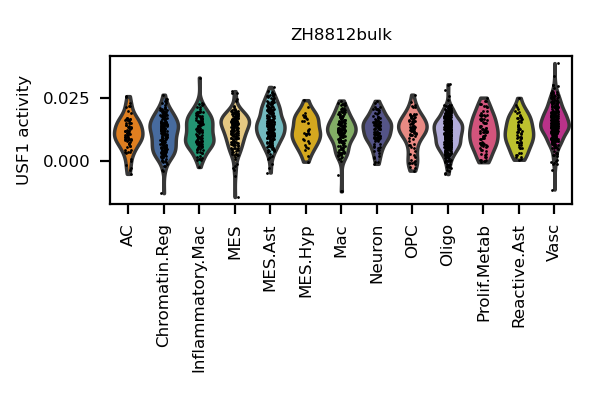 ZH8812bulk
USF1 activity
0.025
0.000
AC
Chromatin.Reg
Inflammatory.Mac
MES
MES.Ast
MES.Hyp
Mac
Neuron
OPC
Oligo
Prolif.Metab
Reactive.Ast
Vasc